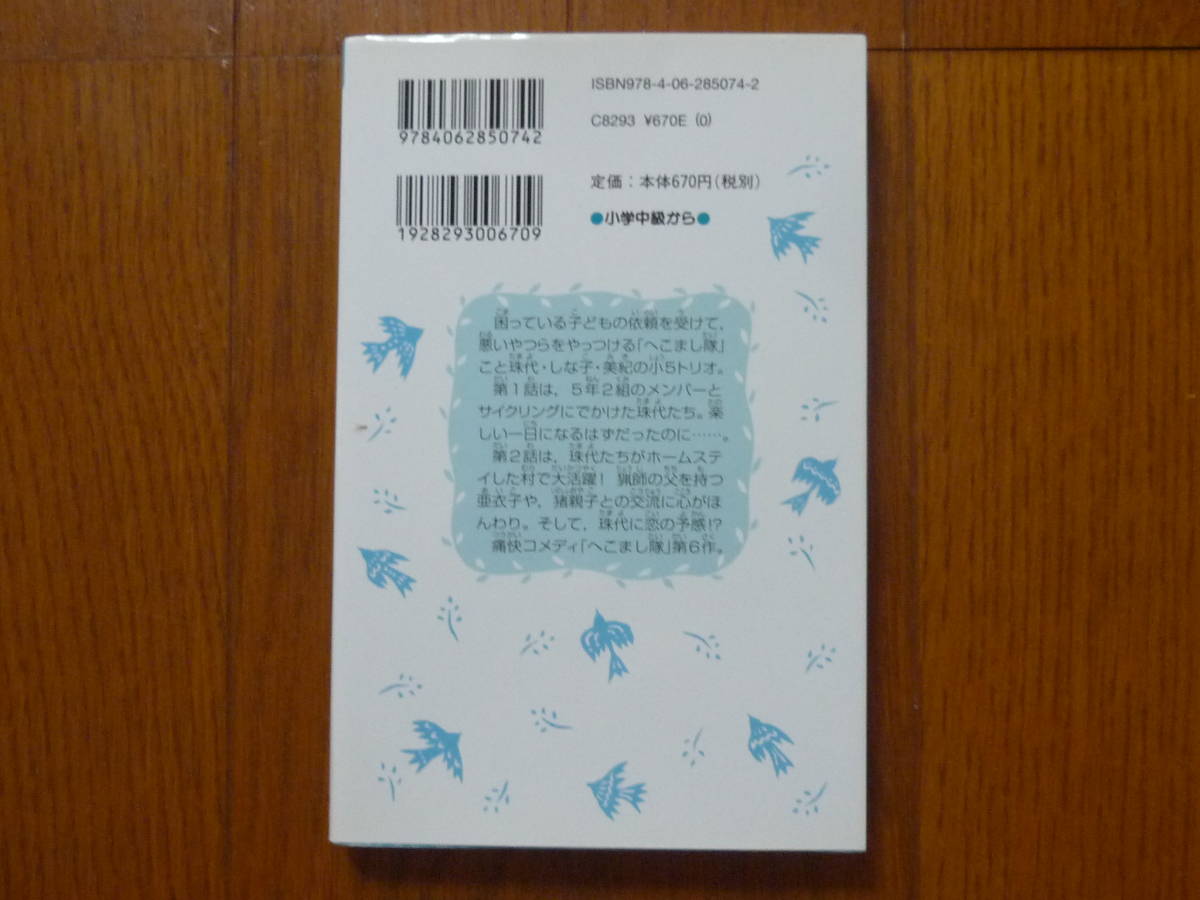 ISBN978-4-06-285074-2
9784062850742
C8293 ¥670E (0)
定価：本体670円（税別）
1928293006709
●小学中級から●
困っている子どもの依頼を受けて、
悪いやつらをやっつける「へこまし隊」
こと珠代・しな子・美紀の小5トリオ。
第1話は、5年2組のメンバーと
サイクリングにでかけた珠代たち。楽
しい一日になるはずだったのに……。
第2話は、珠代たちがホームステ
イした村で大活躍！ 猟師の父を持つ
亜衣子や、猪親子との交流に心がほ
んわり。そして、珠代に恋の予感!?
痛快コメディ「へこまし隊」第6作。